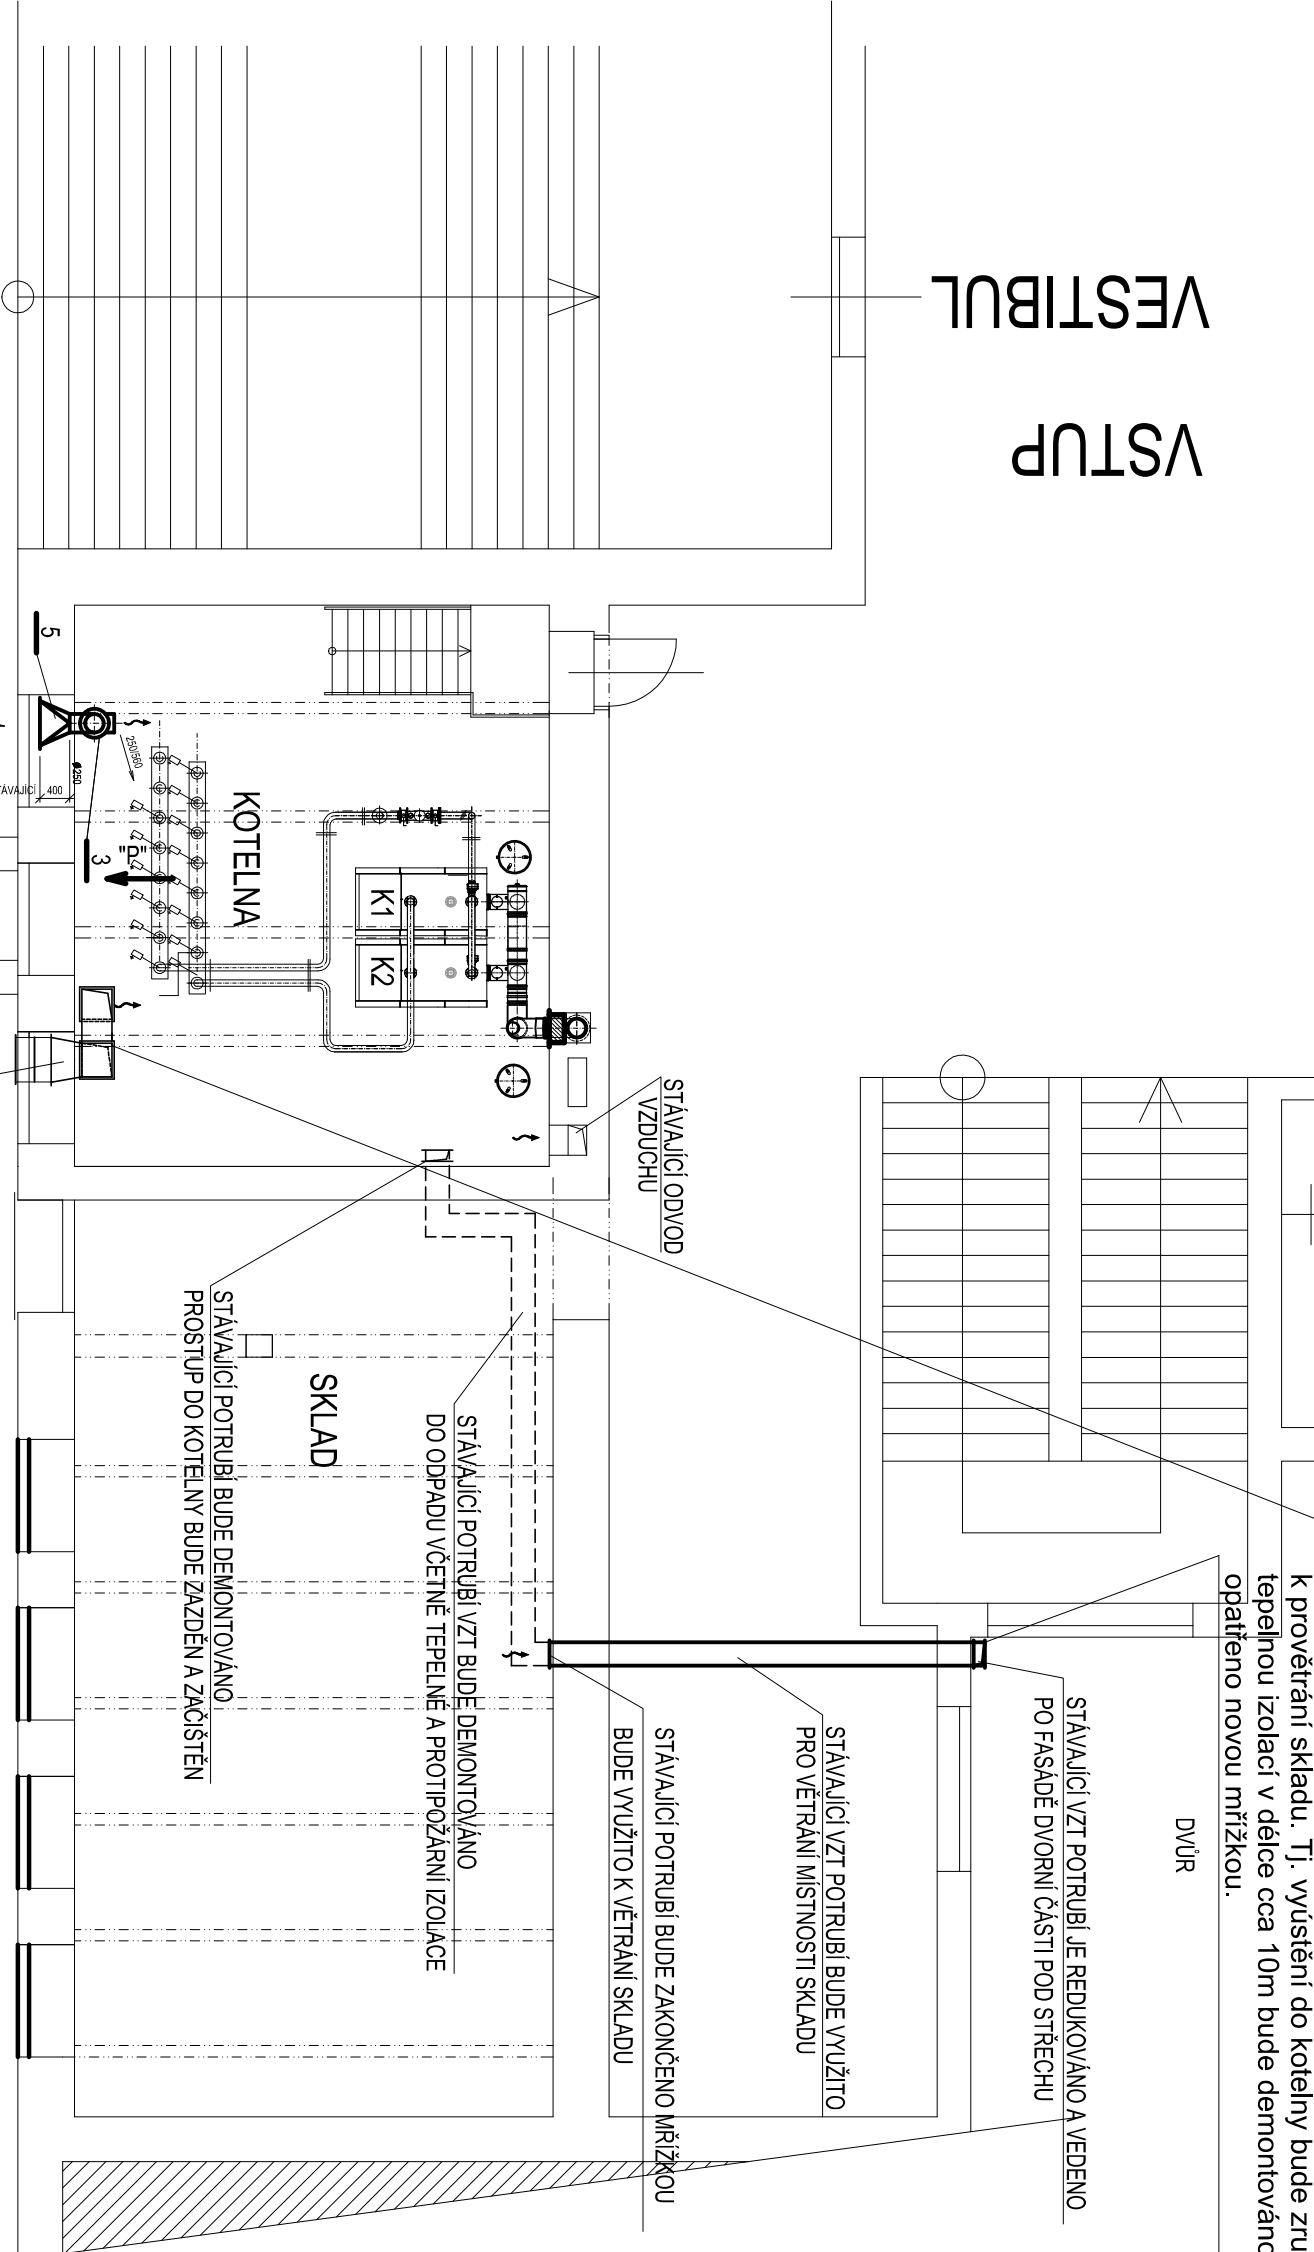 VESTIBUL
VSTUP
5
250/560
ø250
400
3
"P"
KOTELNA
K1
K2
STÁVAJÍCÍ ODVOD
VZDUCHU
STÁVAJÍCÍ POTRUBÍ BUDE DEMONTOVÁNO
PROSTUP DO KOTELNY BUDE ZAZDĚN A ZAČIŠTĚN
SKLAD
STÁVAJÍCÍ POTRUBÍ VZT BUDE DEMONTOVÁNO
DO ODPADU VČETNĚ TEPELNÉ A PROTIPOŽÁRNÍ IZOLACE
STÁVAJÍCÍ POTRUBÍ BUDE ZAKONČENO MŘÍŽKOU
BUDE VYUŽITO K VĚTRÁNÍ SKLADU
STÁVAJÍCÍ VZT POTRUBÍ BUDE VYUŽITO
PRO VĚTRÁNÍ MÍSTNOSTI SKLADU
STÁVAJÍCÍ VZT POTRUBÍ JE REDUKOVÁNO A VEDENO
PO FASÁDĚ DVORNÍ ČÁSTI POD STŘECHU
DVŮR
k provětrání skladu. Tj. vyústění do kotelny bude zru
tepelnou izolací v délce cca 10m bude demontováno
opatřeno novou mřížkou.